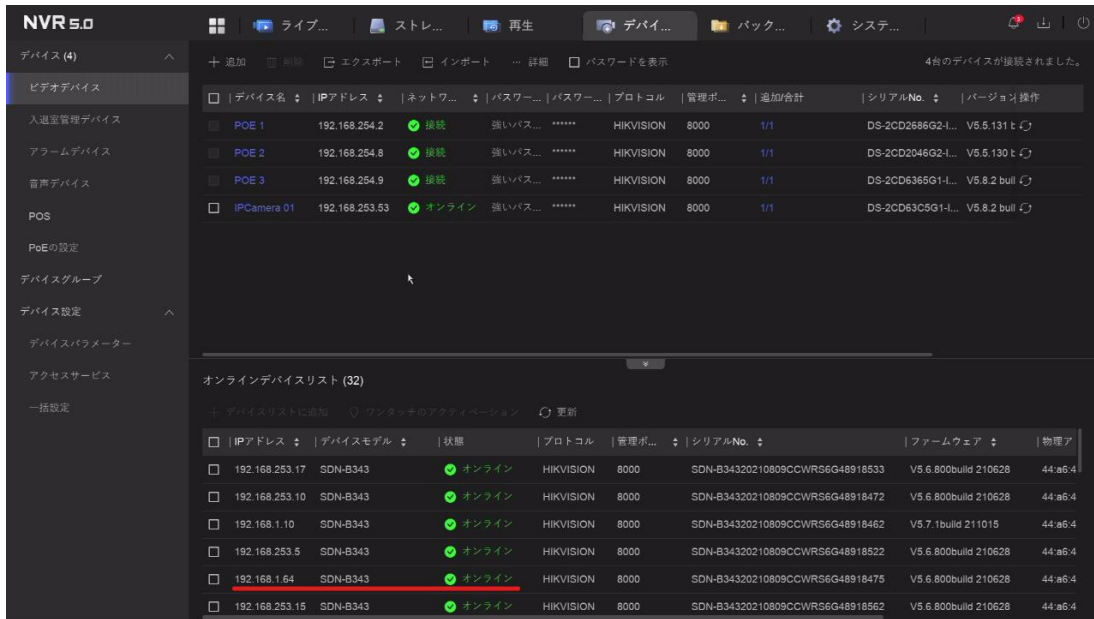 NVR 5.0
ライブ...
ストレ...
再生
デバイ...
バック...
システ...
デバイス (4)
ビデオデバイス
入退室管理デバイス
アラームデバイス
音声デバイス
POS
PoEの設定
デバイスグループ
デバイス設定
デバイスパラメーター
アクセスサービス
一括設定
追加 削除 エクスポート インポート ... 詳細 パスワードを表示 4台のデバイスが接続されました。
デバイス名 IPアドレス ネットワ... パスワー... パスワー... プロトコル 管理ポ... 追加/合計 シリアルNo. バージョン 操作
POE 1 192.168.254.2 接続 強いパス... ****** HIKVISION 8000 1/1 DS-2CD2686G2-I... V5.5.131 b
POE 2 192.168.254.8 接続 強いパス... ****** HIKVISION 8000 1/1 DS-2CD2046G2-I... V5.5.130 b
POE 3 192.168.254.9 接続 強いパス... ****** HIKVISION 8000 1/1 DS-2CD6365G1-I... V5.8.2 buil
IPCamera 01 192.168.253.53 オンライン 強いパス... ****** HIKVISION 8000 1/1 DS-2CD63C5G1-I... V5.8.2 buil
オンラインデバイスリスト (32)
デバイスリストに追加 ワンタッチのアクティベーション 更新
IPアドレス デバイスモデル 状態 プロトコル 管理ポ... シリアルNo. ファームウェア 物理ア
192.168.253.17 SDN-B343 オンライン HIKVISION 8000 SDN-B34320210809CCWRS6G48918533 V5.6.800build 210628 44:a6:4
192.168.253.10 SDN-B343 オンライン HIKVISION 8000 SDN-B34320210809CCWRS6G48918472 V5.6.800build 210628 44:a6:4
192.168.1.10 SDN-B343 オンライン HIKVISION 8000 SDN-B34320210809CCWRS6G48918462 V5.7.1build 211015 44:a6:4
192.168.253.5 SDN-B343 オンライン HIKVISION 8000 SDN-B34320210809CCWRS6G48918522 V5.6.800build 210628 44:a6:4
192.168.1.64 SDN-B343 オンライン HIKVISION 8000 SDN-B34320210809CCWRS6G48918475 V5.6.800build 210628 44:a6:4
192.168.253.15 SDN-B343 オンライン HIKVISION 8000 SDN-B34320210809CCWRS6G48918562 V5.6.800build 210628 44:a6:4